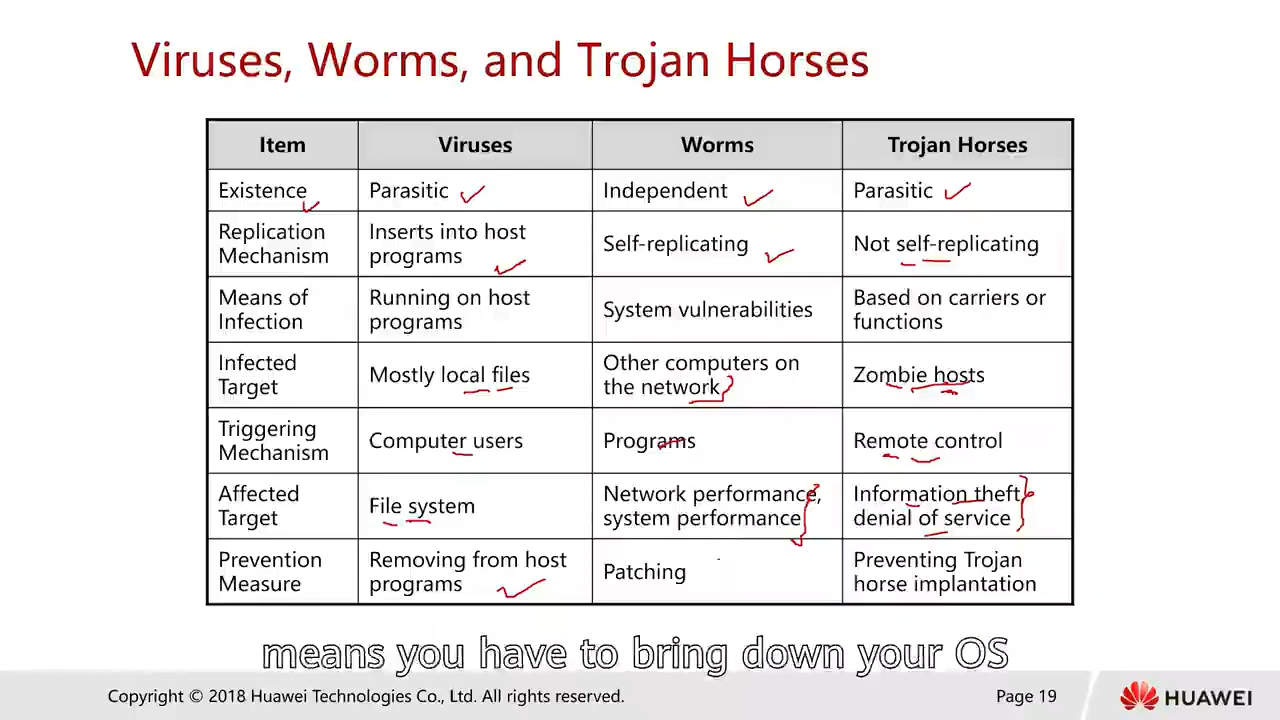 Viruses, Worms, and Trojan Horses
Item
Viruses
Worms
Trojan Horses
Existence
Parasitic
Independent
Parasitic
Replication
Mechanism
Inserts into host
programs
Self-replicating
Not self-replicating
Means of
Infection
Running on host
programs
System vulnerabilities
Based on carriers or
functions
Infected
Target
Mostly local files
Other computers on
the network
Zombie hosts
Triggering
Mechanism
Computer users
Programs
Remote control
Affected
Target
File system
Network performance,
system performance
Information theft,
denial of service
Prevention
Measure
Removing from host
programs
Patching
Preventing Trojan
horse implantation
means you have to bring down your OS
Copyright © 2018 Huawei Technologies Co., Ltd. All rights reserved.
Page 19
HUAWEI